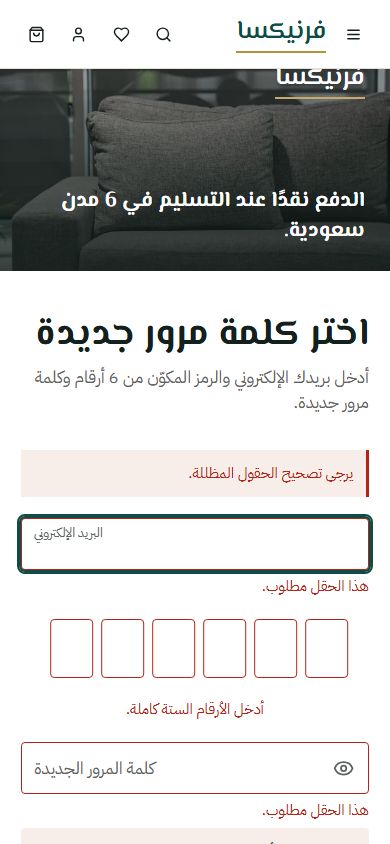 فرنيكسا
فرنيكسا
الدفع نقدًا عند التسليم في 6 مدن
سعودية.
اختر كلمة مرور جديدة
أدخل بريدك الإلكتروني والرمز المكوّن من 6 أرقام وكلمة
مرور جديدة.
يرجى تصحيح الحقول المظللة.
البريد الإلكتروني
هذا الحقل مطلوب.
أدخل الأرقام الستة كاملة.
كلمة المرور الجديدة
هذا الحقل مطلوب.